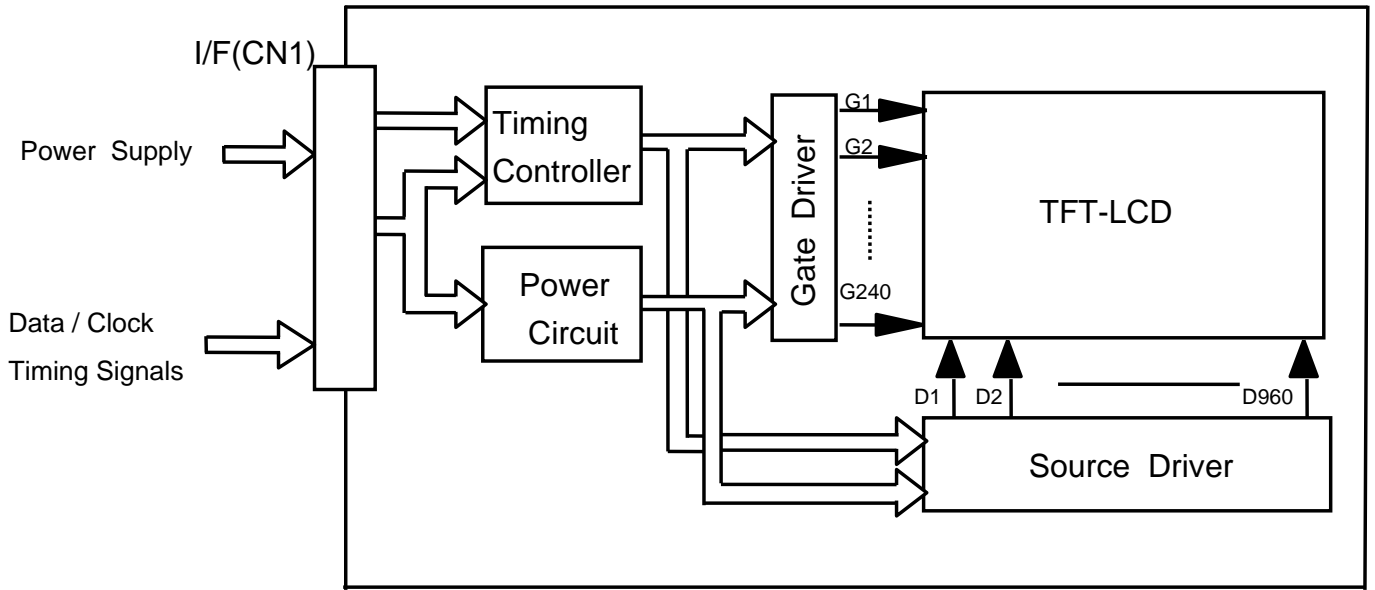 I/F(CN1)
Power Supply
Data / Clock
Timing Signals
Timing
Controller
Power
Circuit
Gate Driver
G1
G2
G240
TFT-LCD
D1
D2
D960
Source Driver